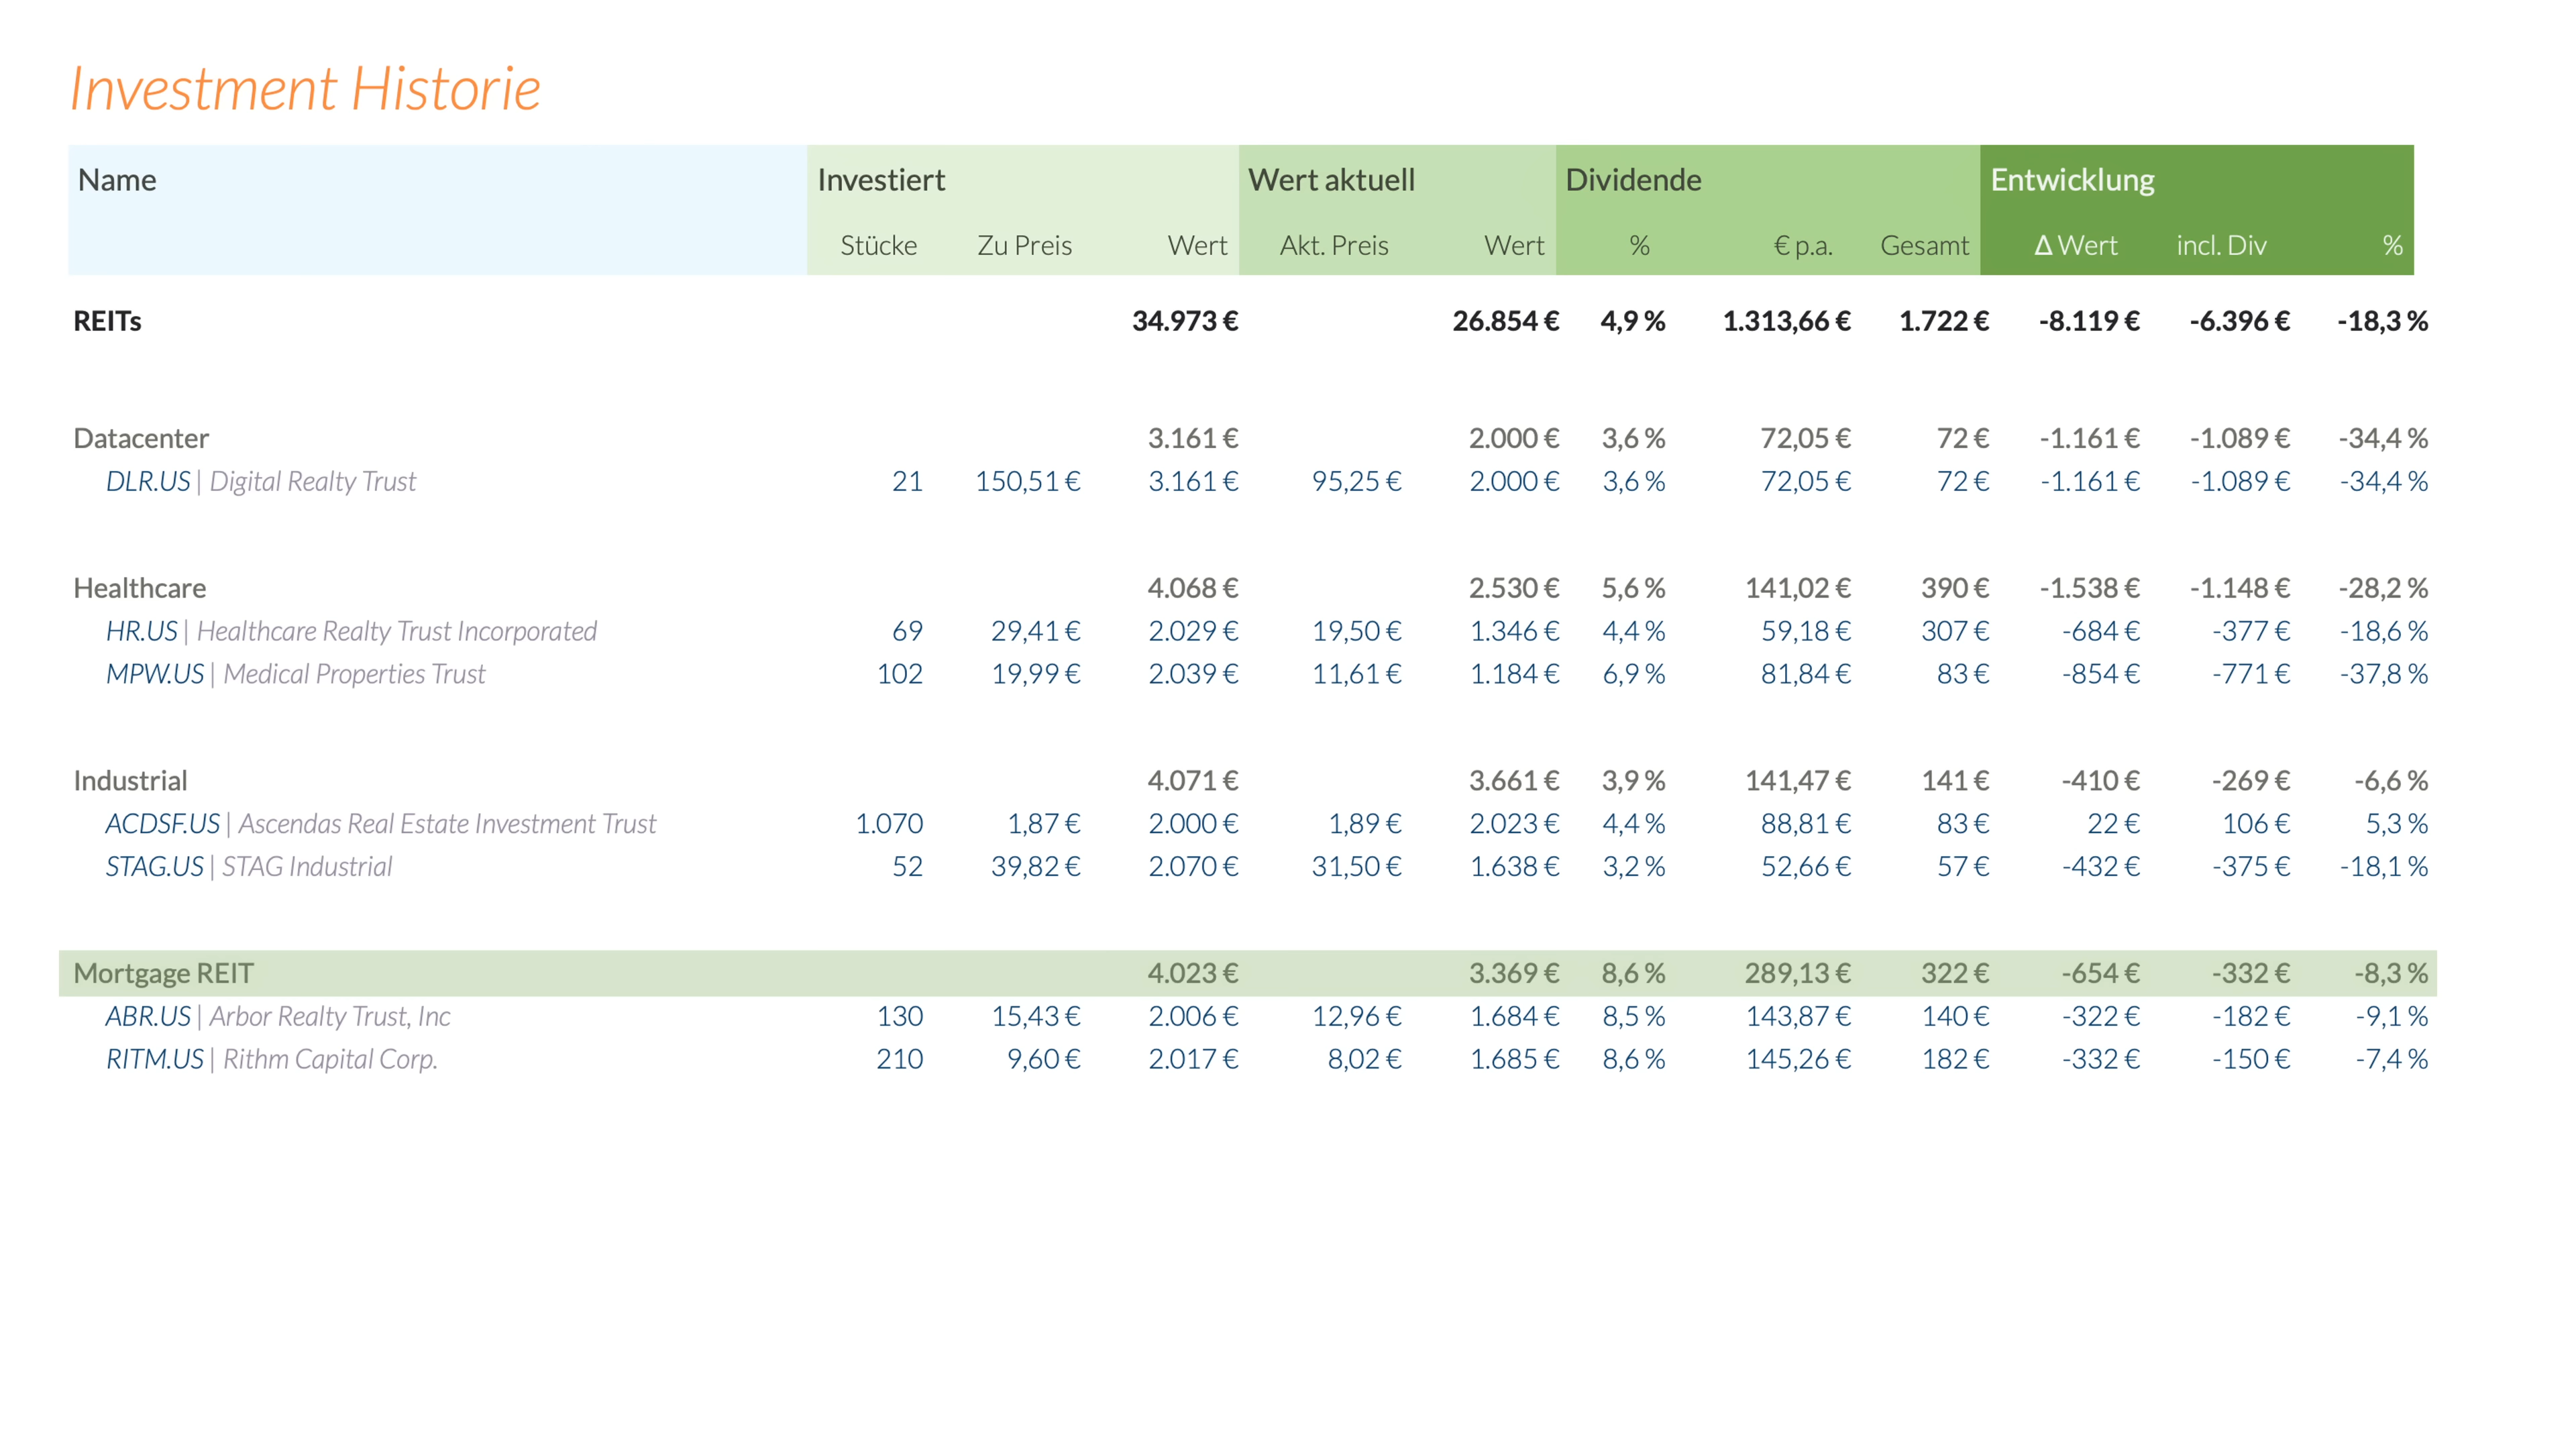 Investment Historie
Name Investiert Wert aktuell Dividende Entwicklung
Stücke Zu Preis Wert Akt. Preis Wert % € p.a. Gesamt Δ Wert incl. Div %
REITs 34.973 € 26.854 € 4,9 % 1.313,66 € 1.722 € -8.119 € -6.396 € -18,3 %
Datacenter 3.161 € 2.000 € 3,6 % 72,05 € 72 € -1.161 € -1.089 € -34,4 %
DLR.US | Digital Realty Trust 21 150,51 € 3.161 € 95,25 € 2.000 € 3,6 % 72,05 € 72 € -1.161 € -1.089 € -34,4 %
Healthcare 4.068 € 2.530 € 5,6 % 141,02 € 390 € -1.538 € -1.148 € -28,2 %
HR.US | Healthcare Realty Trust Incorporated 69 29,41 € 2.029 € 19,50 € 1.346 € 4,4 % 59,18 € 307 € -684 € -377 € -18,6 %
MPW.US | Medical Properties Trust 102 19,99 € 2.039 € 11,61 € 1.184 € 6,9 % 81,84 € 83 € -854 € -771 € -37,8 %
Industrial 4.071 € 3.661 € 3,9 % 141,47 € 141 € -410 € -269 € -6,6 %
ACDSF.US | Ascendas Real Estate Investment Trust 1.070 1,87 € 2.000 € 1,89 € 2.023 € 4,4 % 88,81 € 83 € 22 € 106 € 5,3 %
STAG.US | STAG Industrial 52 39,82 € 2.070 € 31,50 € 1.638 € 3,2 % 52,66 € 57 € -432 € -375 € -18,1 %
Mortgage REIT 4.023 € 3.369 € 8,6 % 289,13 € 322 € -654 € -332 € -8,3 %
ABR.US | Arbor Realty Trust, Inc 130 15,43 € 2.006 € 12,96 € 1.684 € 8,5 % 143,87 € 140 € -322 € -182 € -9,1 %
RITM.US | Rithm Capital Corp. 210 9,60 € 2.017 € 8,02 € 1.685 € 8,6 % 145,26 € 182 € -332 € -150 € -7,4 %